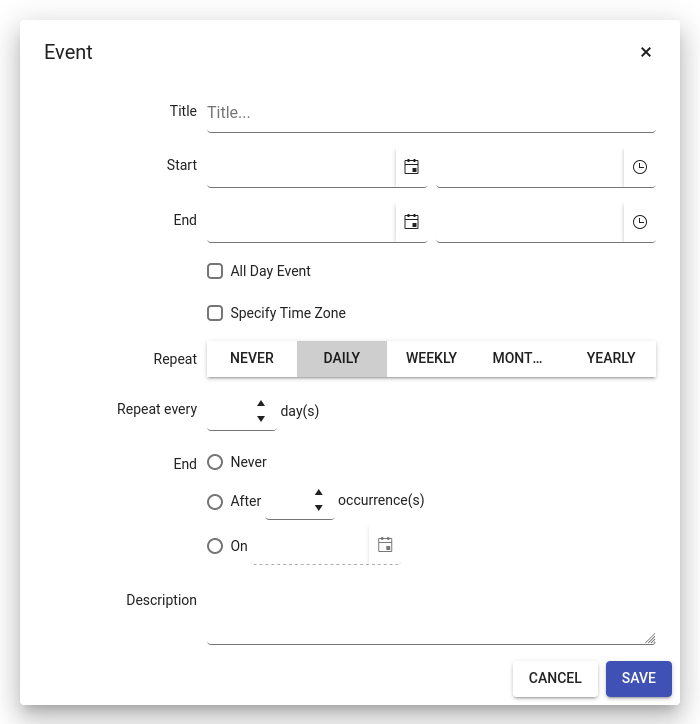 Event
Title Title...
Start
End
All Day Event
Specify Time Zone
Repeat NEVER DAILY WEEKLY MONT... YEARLY
Repeat every day(s)
End Never
After occurrence(s)
On
Description
CANCEL SAVE